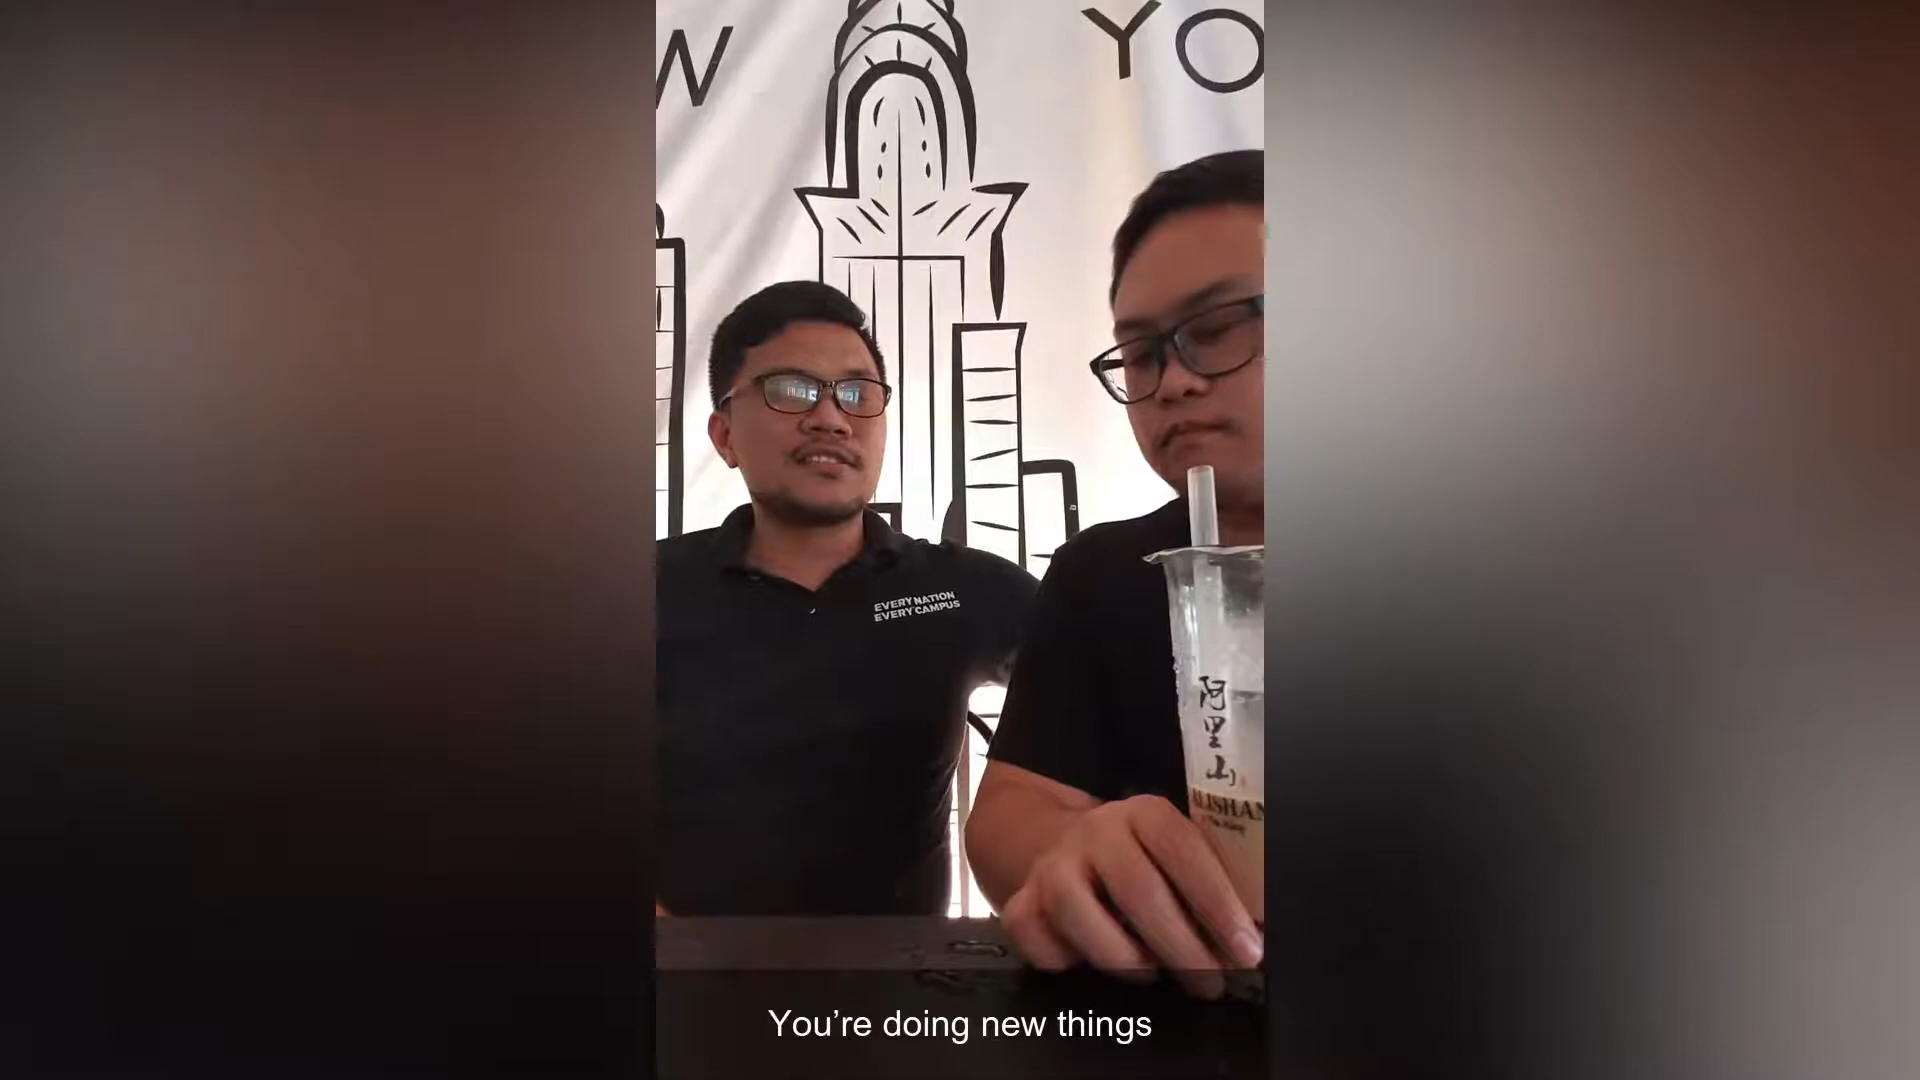 W YO
EVERY NATION
EVERY CAMPUS
阿里山
ALISHAN
You’re doing new things